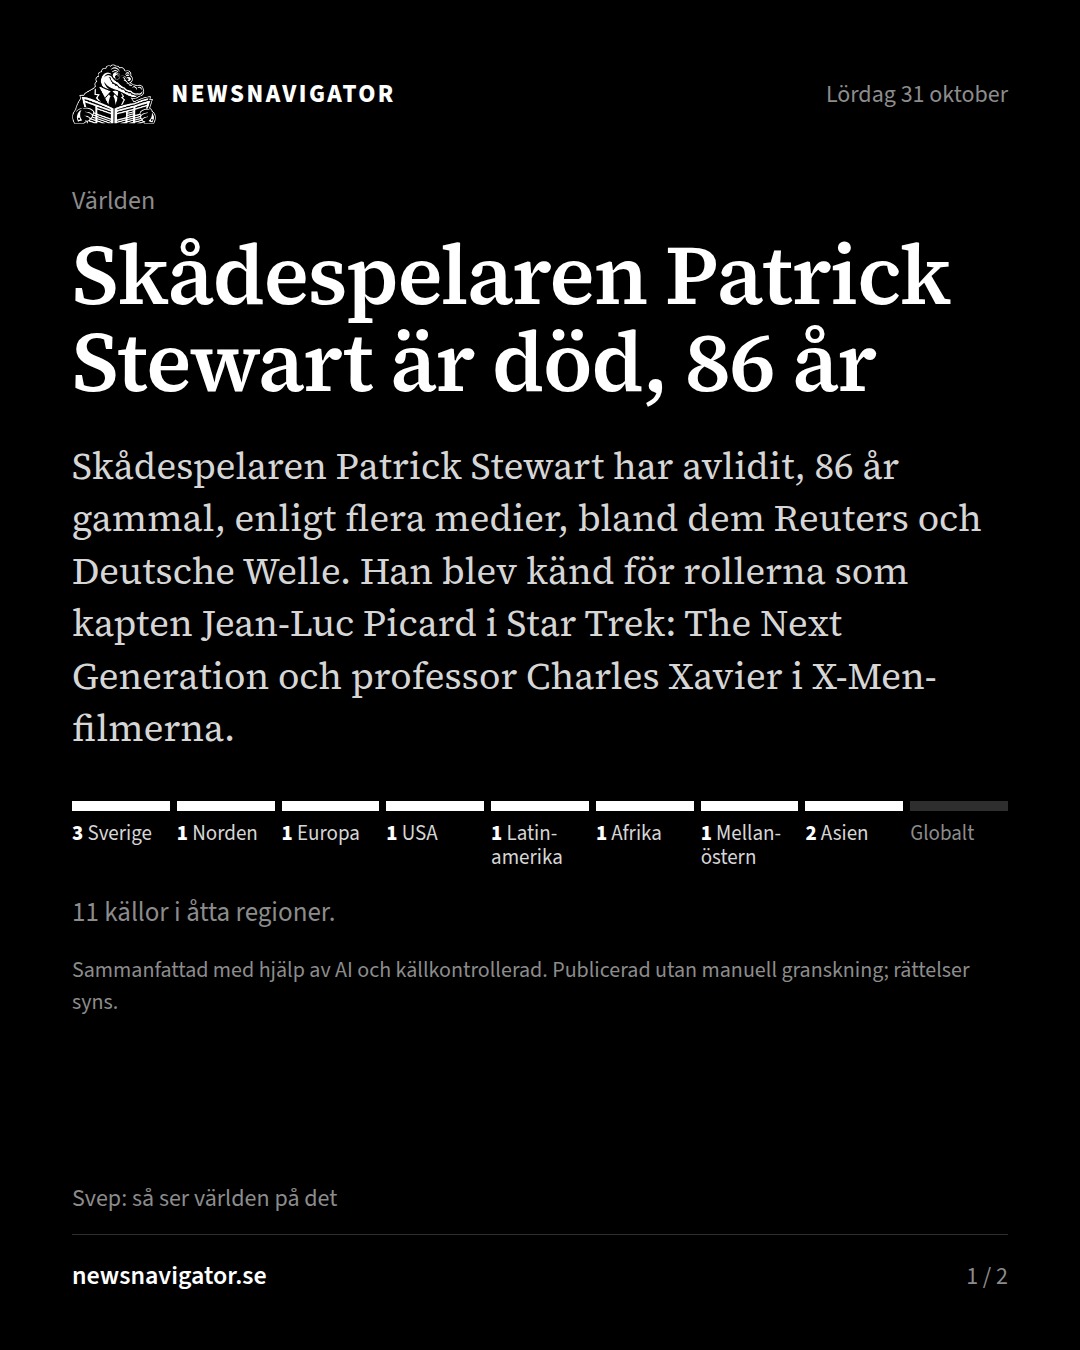 NEWSNAVIGATOR
Lördag 31 oktober
Världen
Skådespelaren Patrick
Stewart är död, 86 år
Skådespelaren Patrick Stewart har avlidit, 86 år
gammal, enligt flera medier, bland dem Reuters och
Deutsche Welle. Han blev känd för rollerna som
kapten Jean-Luc Picard i Star Trek: The Next
Generation och professor Charles Xavier i X-Men-
filmerna.
3 Sverige
1 Norden
1 Europa
1 USA
1 Latin-
amerika
1 Afrika
1 Mellan-
östern
2 Asien
Globalt
11 källor i åtta regioner.
Sammanfattad med hjälp av AI och källkontrollerad. Publicerad utan manuell granskning; rättelser
syns.
Svep: så ser världen på det
newsnavigator.se
1 / 2